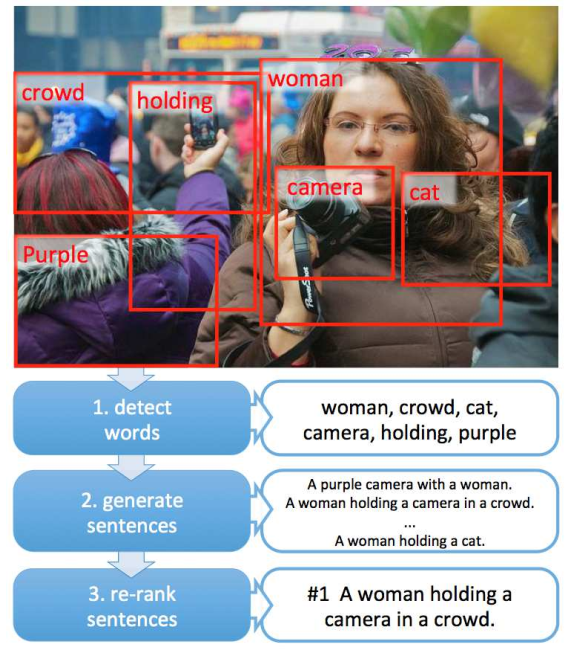 crowd
holding
woman
camera
cat
Purple
PowerShot
1. detect
words
woman, crowd, cat,
camera, holding, purple
2. generate
sentences
A purple camera with a woman.
A woman holding a camera in a crowd.
...
A woman holding a cat.
3. re-rank
sentences
#1 A woman holding a
camera in a crowd.